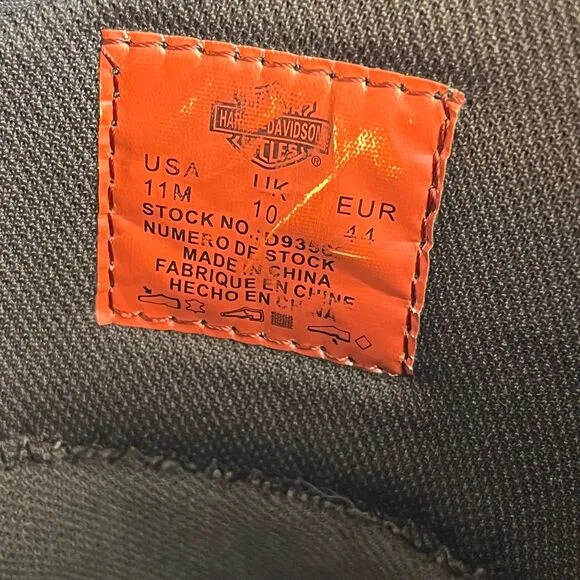 HARLEY-DAVIDSON
CYCLES ®
USA UK EUR
11M 10 44
STOCK NO.:
NUMERO DE STOCK
MADE IN CHINA
FABRIQUE EN CHINE
HECHO EN CHINA